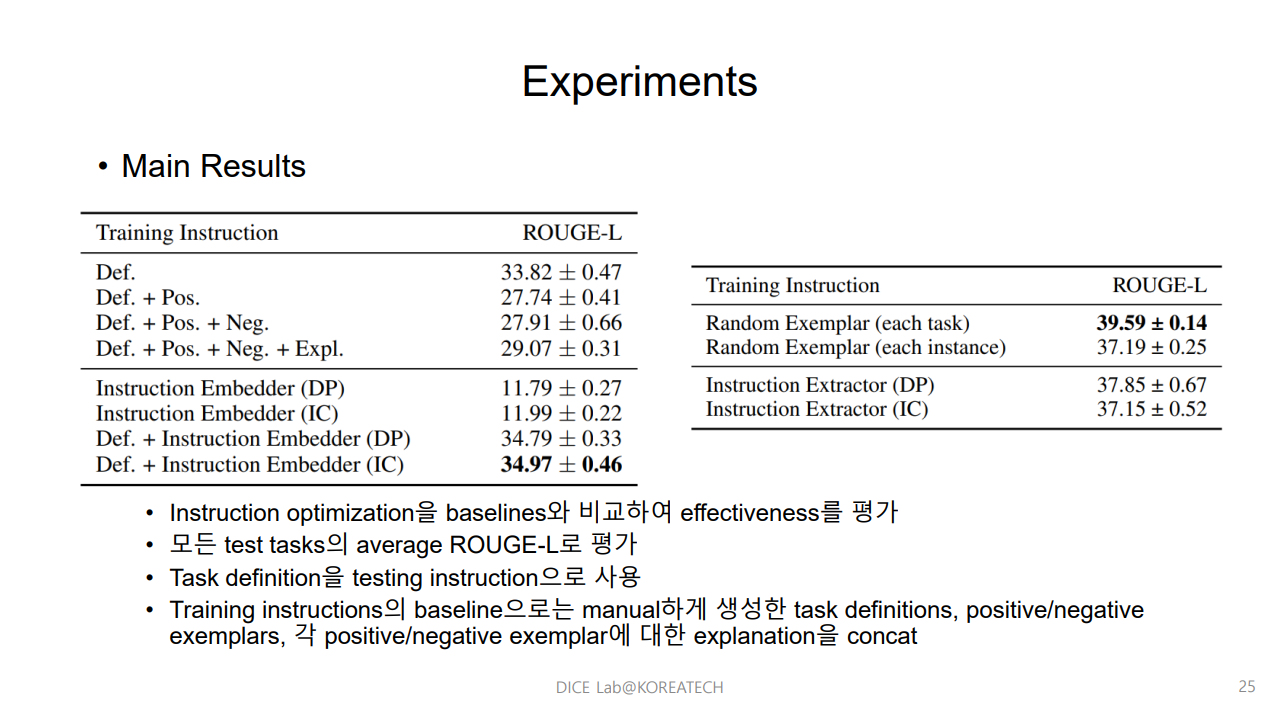 Experiments
• Main Results
Training Instruction ROUGE-L
Def. 33.82 ± 0.47
Def. + Pos. 27.74 ± 0.41
Def. + Pos. + Neg. 27.91 ± 0.66
Def. + Pos. + Neg. + Expl. 29.07 ± 0.31
Instruction Embedder (DP) 11.79 ± 0.27
Instruction Embedder (IC) 11.99 ± 0.22
Def. + Instruction Embedder (DP) 34.79 ± 0.33
Def. + Instruction Embedder (IC) 34.97 ± 0.46
Training Instruction ROUGE-L
Random Exemplar (each task) 39.59 ± 0.14
Random Exemplar (each instance) 37.19 ± 0.25
Instruction Extractor (DP) 37.85 ± 0.67
Instruction Extractor (IC) 37.15 ± 0.52
• Instruction optimization을 baselines와 비교하여 effectiveness를 평가
• 모든 test tasks의 average ROUGE-L로 평가
• Task definition을 testing instruction으로 사용
• Training instructions의 baseline으로는 manual하게 생성한 task definitions, positive/negative
exemplars, 각 positive/negative exemplar에 대한 explanation을 concat
DICE Lab@KOREATECH
25